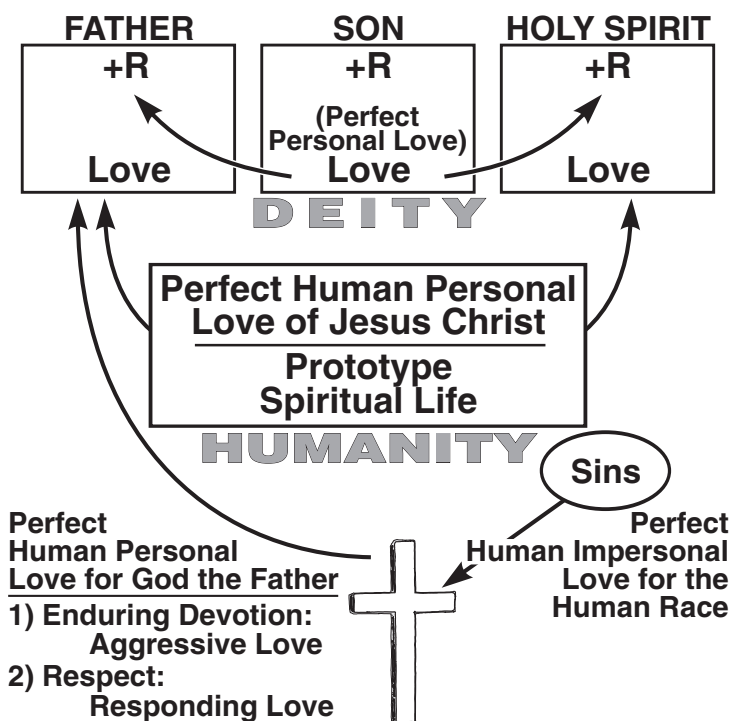 FATHER
SON
HOLY SPIRIT
+R
+R
+R
(Perfect
Personal Love)
Love
Love
Love
DEITY
Perfect Human Personal
Love of Jesus Christ
Prototype
Spiritual Life
HUMANITY
Sins
Perfect
Human Personal
Love for God the Father
1) Enduring Devotion:
Aggressive Love
2) Respect:
Responding Love
Perfect
Human Impersonal
Love for the
Human Race